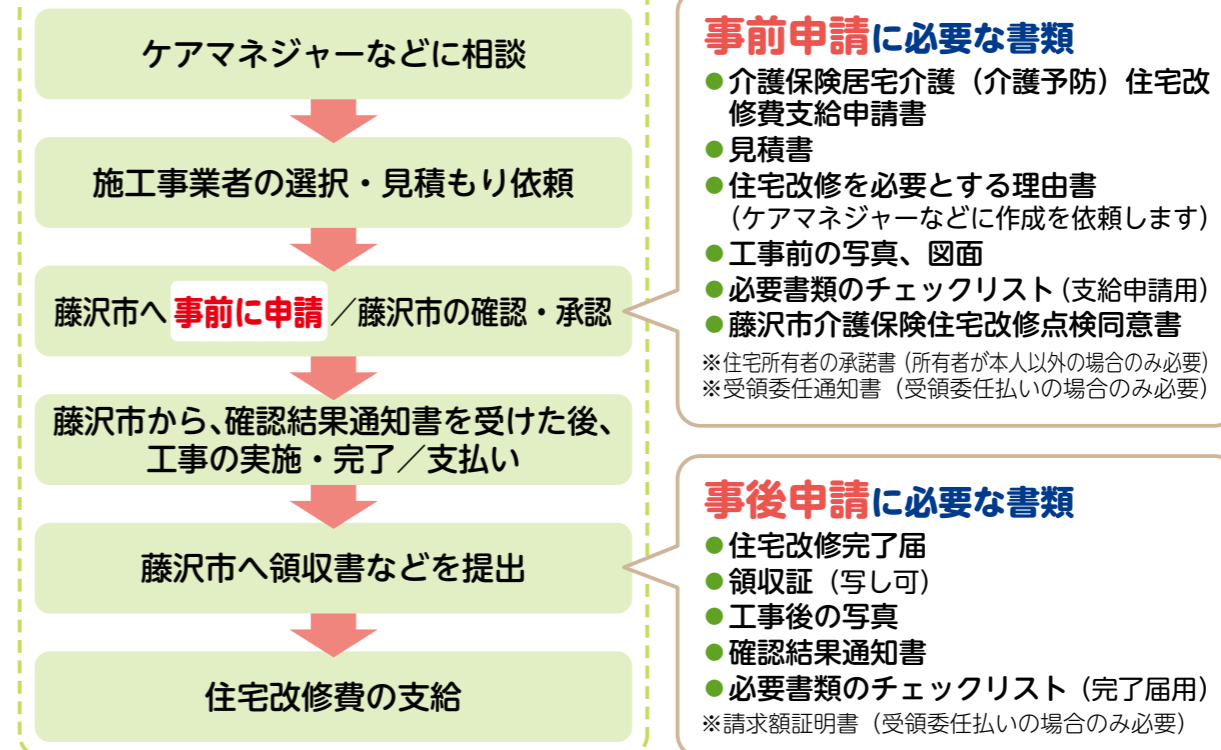 ケアマネジャーなどに相談
施工事業者の選択・見積もり依頼
藤沢市へ 事前に申請 ／藤沢市の確認・承認
藤沢市から、確認結果通知書を受けた後、
工事の実施・完了／支払い
藤沢市へ領収書などを提出
住宅改修費の支給
事前申請に必要な書類
●介護保険居宅介護（介護予防）住宅改
修費支給申請書
●見積書
●住宅改修を必要とする理由書
（ケアマネジャーなどに作成を依頼します）
●工事前の写真、図面
●必要書類のチェックリスト（支給申請用）
●藤沢市介護保険住宅改修点検同意書
※住宅所有者の承諾書（所有者が本人以外の場合のみ必要）
※受領委任通知書（受領委任払いの場合のみ必要）
事後申請に必要な書類
●住宅改修完了届
●領収証（写し可）
●工事後の写真
●確認結果通知書
●必要書類のチェックリスト（完了届用）
※請求額証明書（受領委任払いの場合のみ必要）